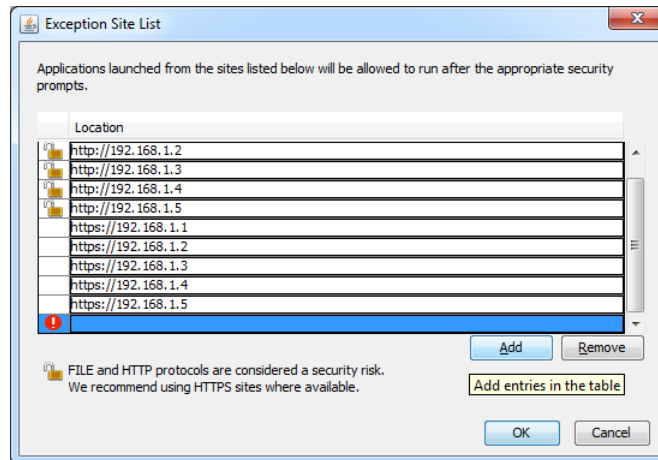 Exception Site List
Applications launched from the sites listed below will be allowed to run after the appropriate security
prompts.
Location
http://192.168.1.2
http://192.168.1.3
http://192.168.1.4
http://192.168.1.5
https://192.168.1.1
https://192.168.1.2
https://192.168.1.3
https://192.168.1.4
https://192.168.1.5
Add Remove
FILE and HTTP protocols are considered a security risk.
We recommend using HTTPS sites where available.
Add entries in the table
OK Cancel